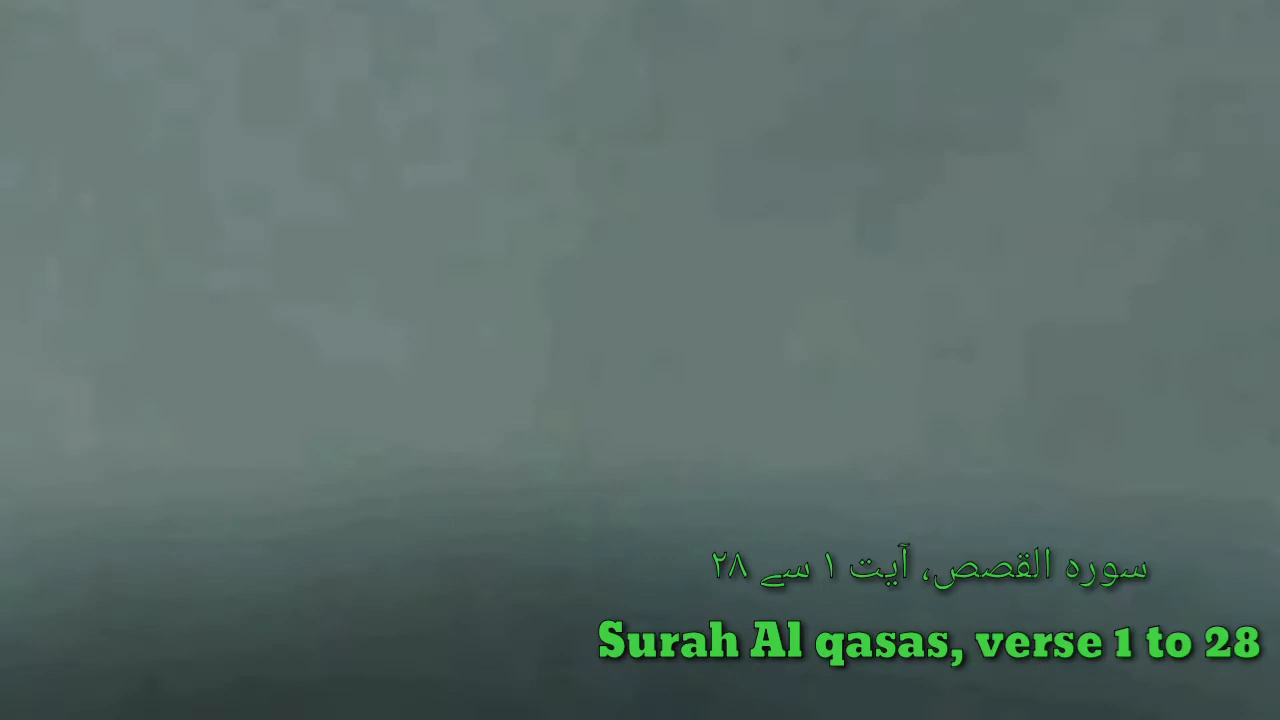 سورہ القصص، آیت ۱ سے ۲۸
Surah Al qasas, verse 1 to 28